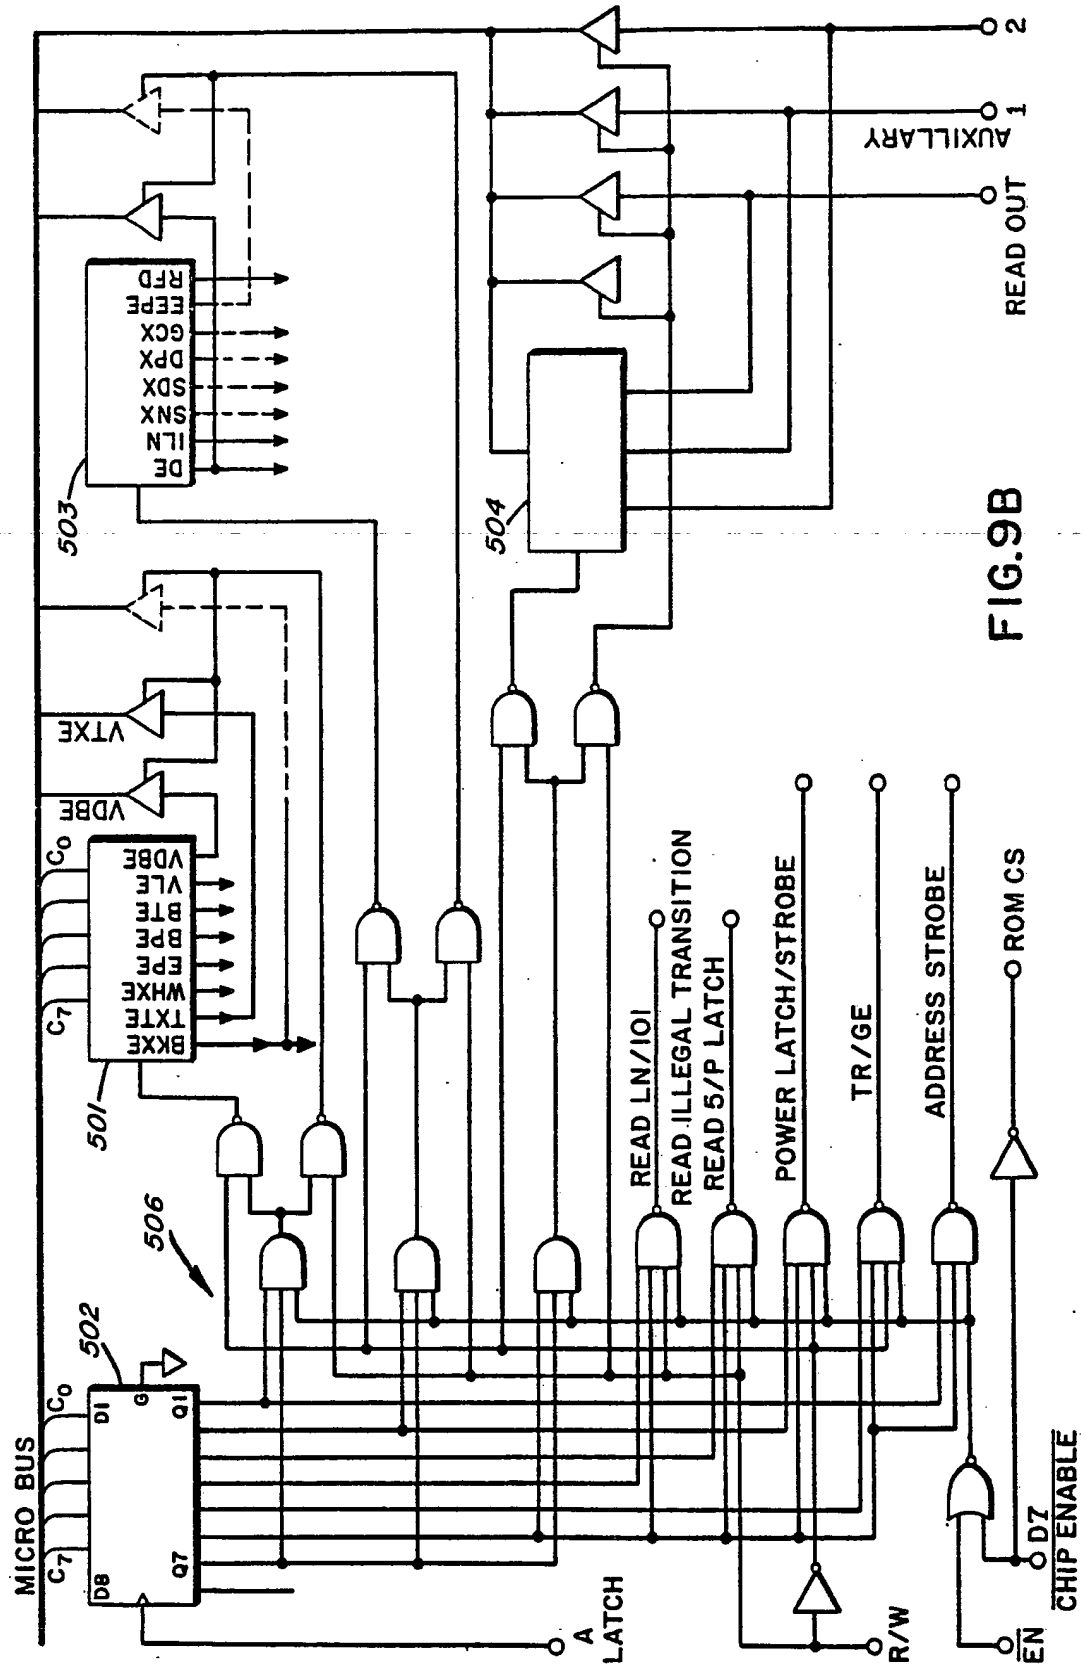 MICRO BUS
C7
C0
D8
D1
G
Q7
Q1
502
506
A
LATCH
C7
C0
501
BKXE
TXTE
WHXE
EPE
BPE
BTE
VLE
VDBE
VDBE
VTXE
503
DE
ILN
SNX
SDX
DPX
GCX
EEPE
RFD
504
READ LN/IOI
READ ILLEGAL TRANSITION
READ 5/P LATCH
POWER LATCH/STROBE
TR/GE
ADDRESS STROBE
ROM CS
R/W
EN
D7
CHIP ENABLE
READ OUT
AUXILLARY
1
2
FIG.9B